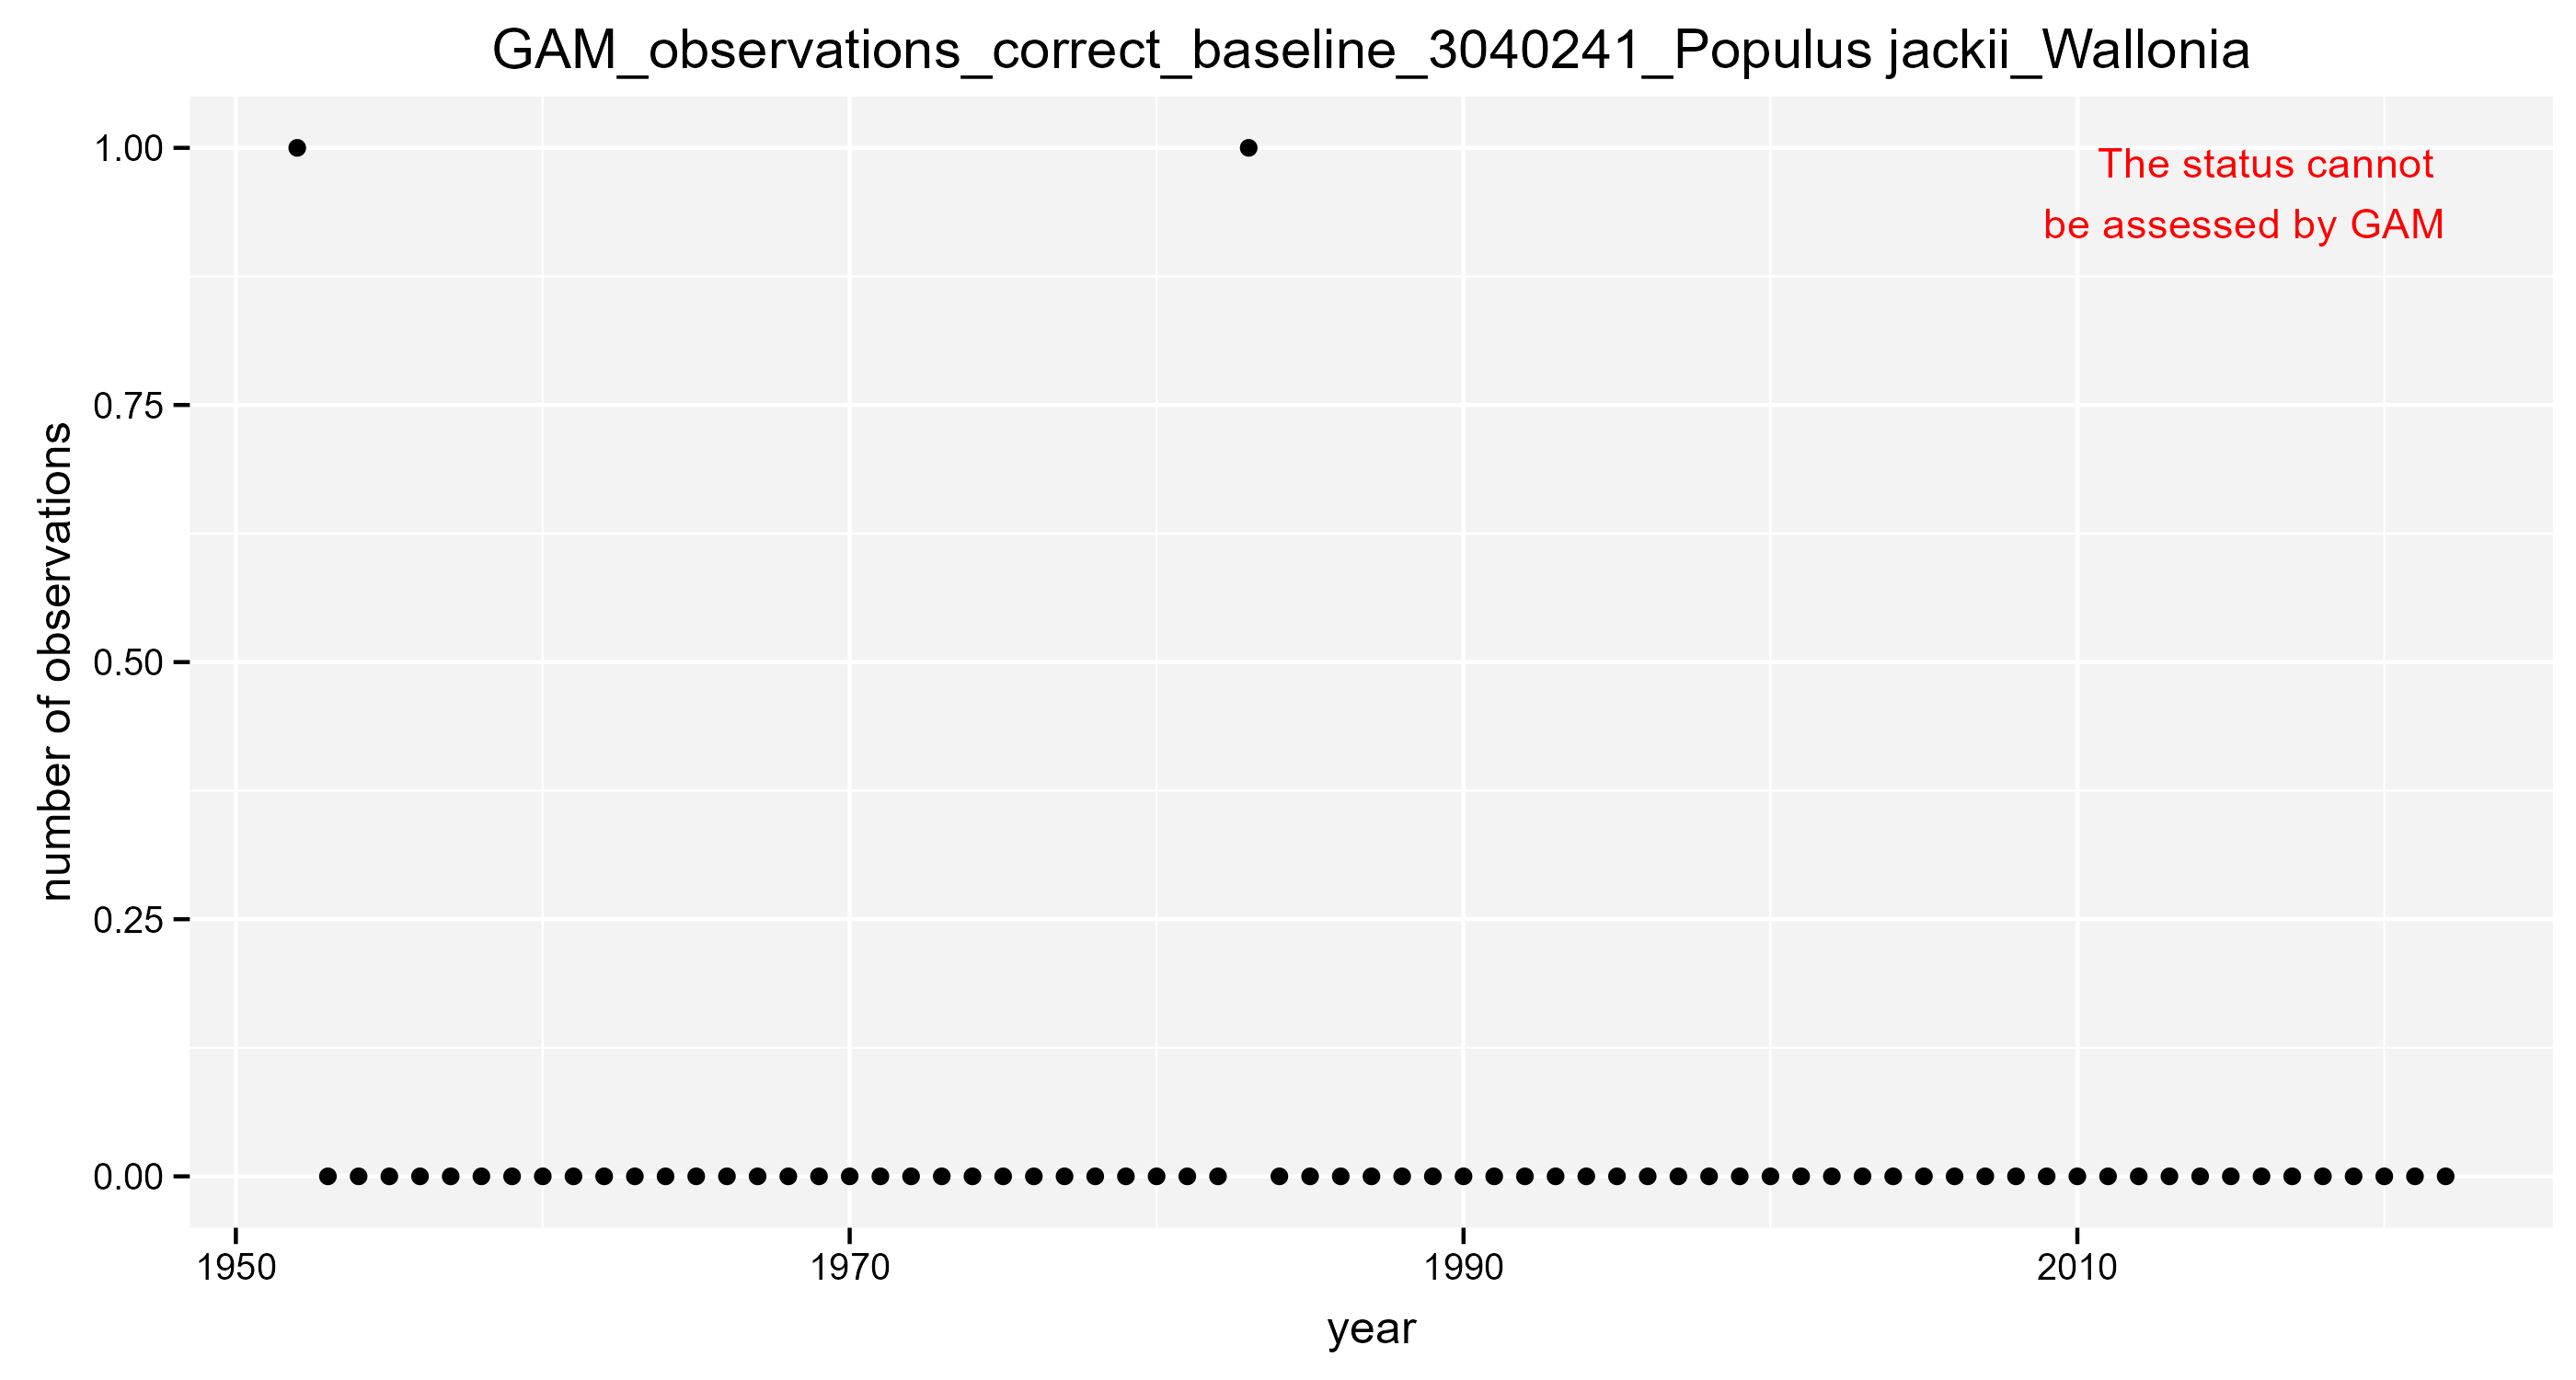 GAM_observations_correct_baseline_3040241_Populus jackii_Wallonia
The status cannot
be assessed by GAM
number of observations
1.00
0.75
0.50
0.25
0.00
1950
1970
1990
2010
year